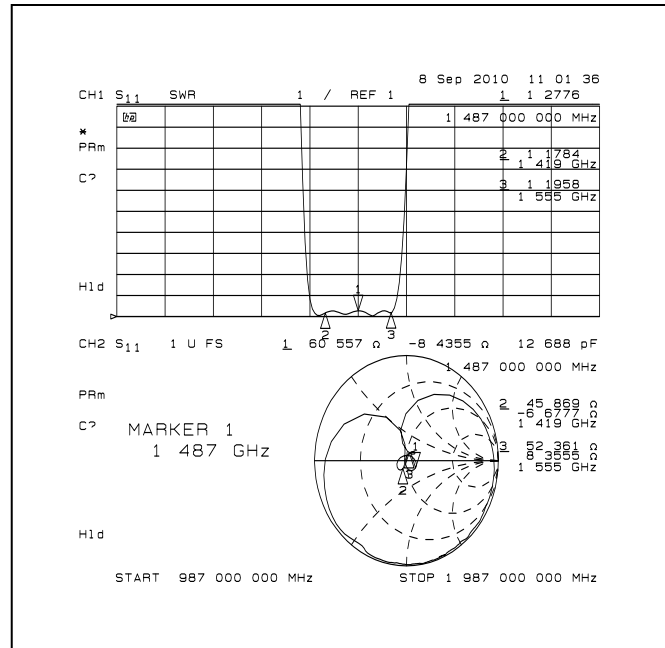 8 Sep 2010 11 01 36
CH1 S11 SWR 1 / REF 1 1 1 2776
hp
1 487 000 000 MHz
*
PRm
2 1 1784
1 419 GHz
C?
3 1 1958
1 555 GHz
Hld
1
2 3
CH2 S11 1 U FS 1 60 557 Ω -8 4355 Ω 12 688 pF
1 487 000 000 MHz
PRm
2 45 869 Ω
-6 6777 Ω
1 419 GHz
C?
MARKER 1
1 487 GHz
3 52 361 Ω
8 3555 Ω
1 555 GHz
1
3
2
Hld
START 987 000 000 MHz STOP 1 987 000 000 MHz